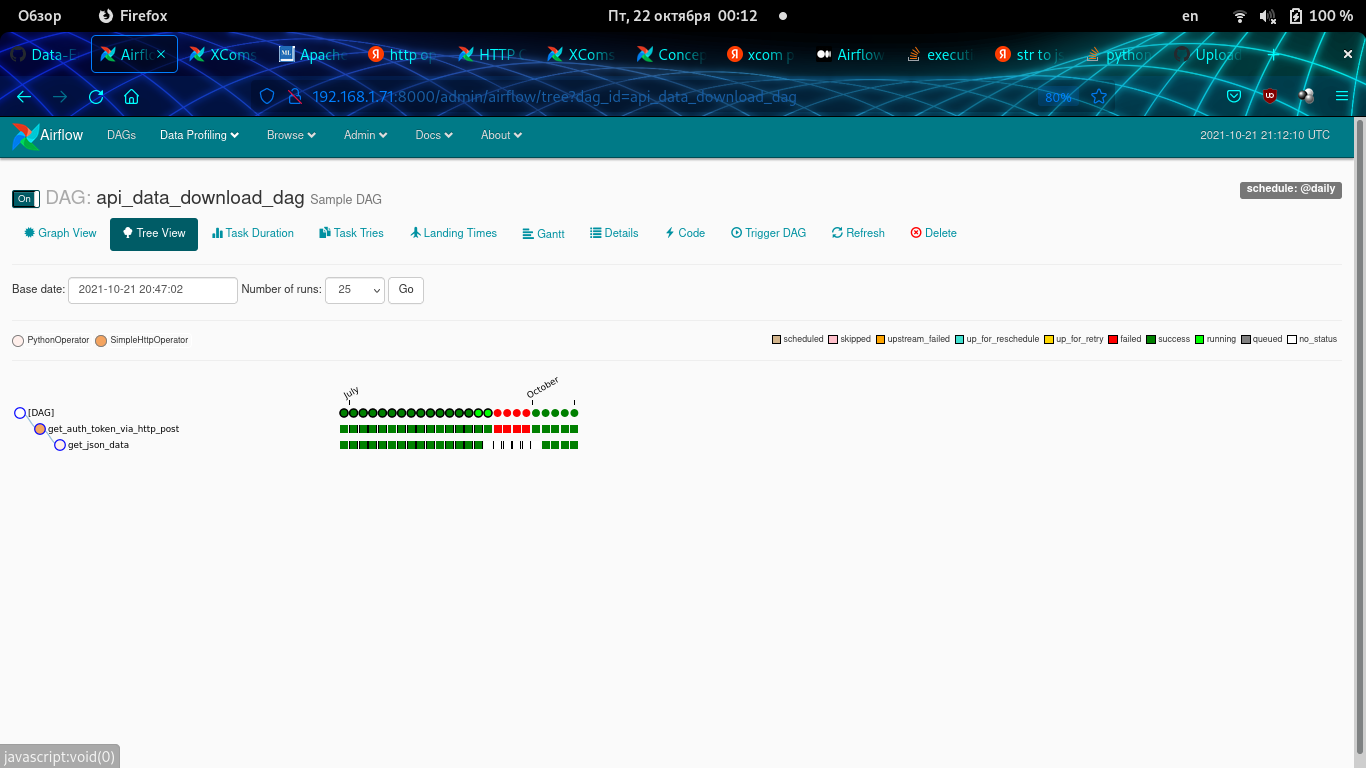 Обзор Firefox Пт, 22 октября 00:12 en 100 %
Data-E Airfl XComs Apach http op HTTP C XComs Concep xcom p Airflow execut str to js python Upload
192.168.1.71:8000/admin/airflow/tree?dag_id=api_data_download_dag 80%
Airflow DAGs Data Profiling Browse Admin Docs About 2021-10-21 21:12:10 UTC
On DAG: api_data_download_dag Sample DAG schedule: @daily
Graph View Tree View Task Duration Task Tries Landing Times Gantt Details Code Trigger DAG Refresh Delete
Base date: 2021-10-21 20:47:02 Number of runs: 25 Go
PythonOperator SimpleHttpOperator scheduled skipped upstream_failed up_for_reschedule up_for_retry failed success running queued no_status
July October
[DAG]
get_auth_token_via_http_post
get_json_data
javascript:void(0)